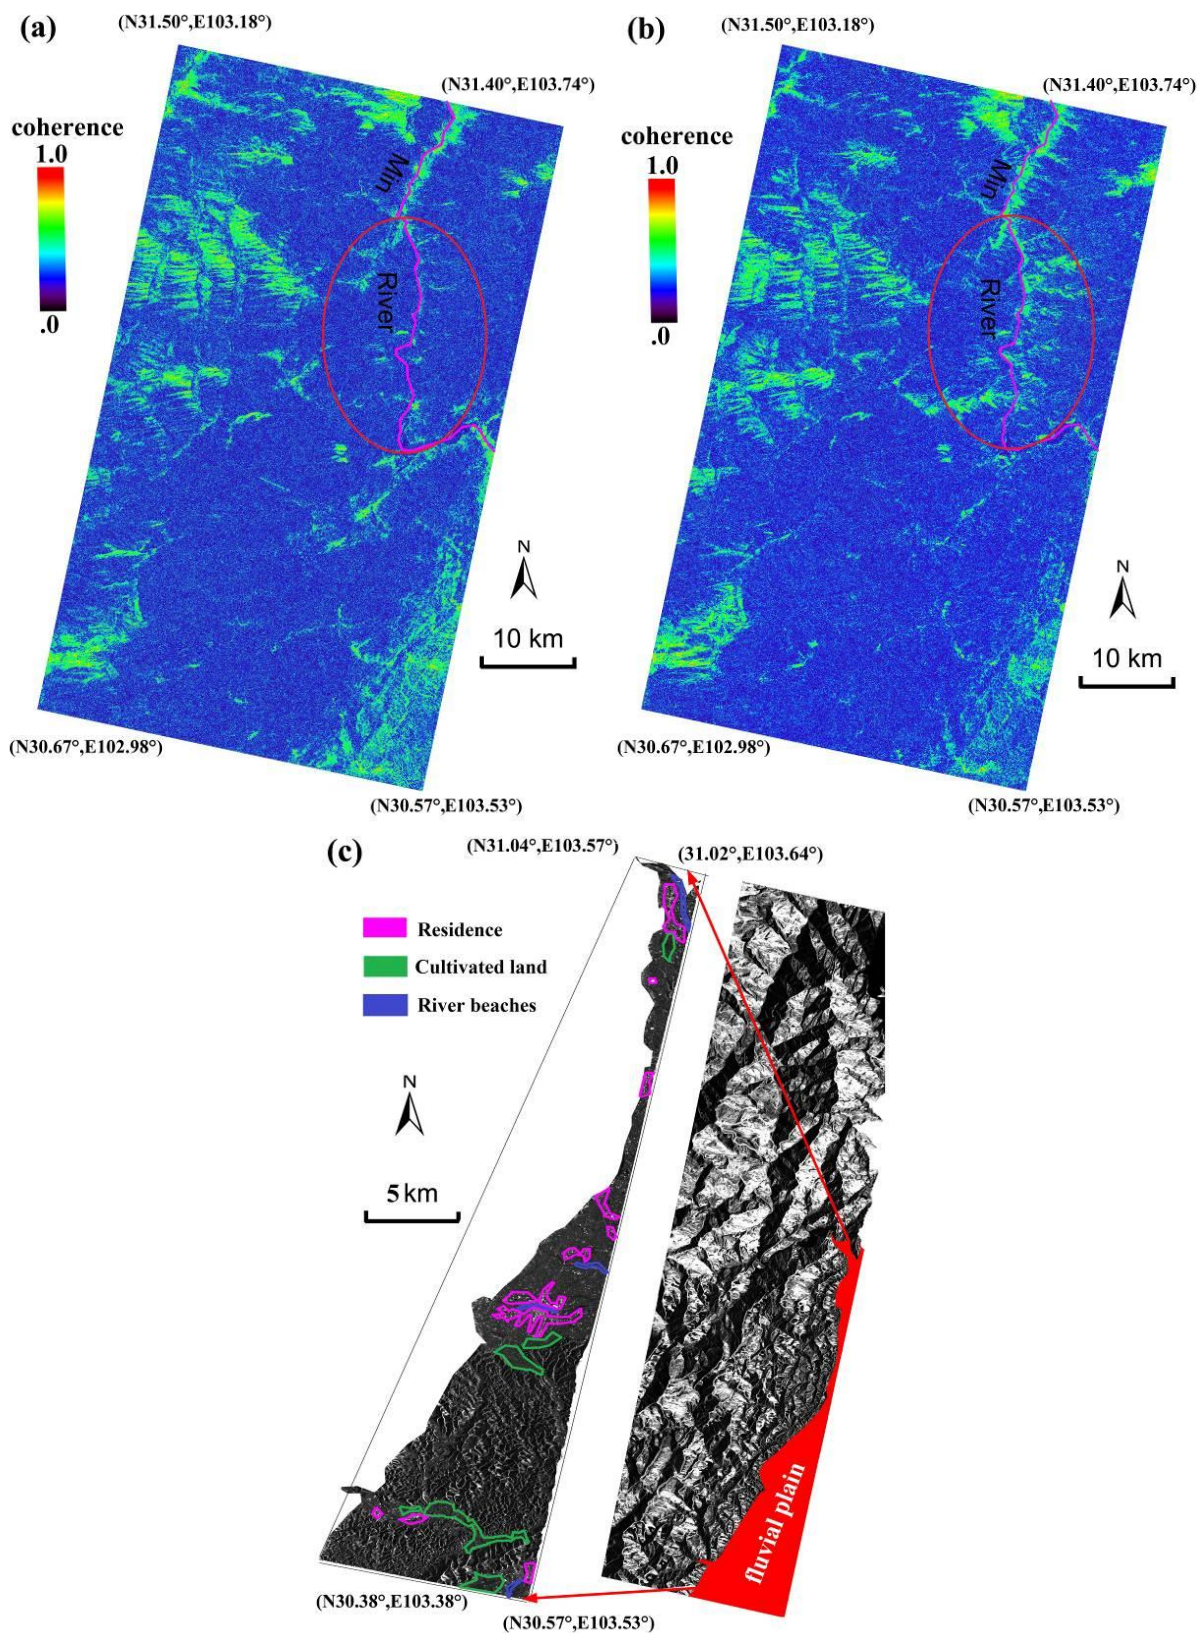 (a)
(N31.50°,E103.18°)
(N31.40°,E103.74°)
coherence
1.0
.0
Min
River
N
10 km
(N30.67°,E102.98°)
(N30.57°,E103.53°)
(b)
(N31.50°,E103.18°)
(N31.40°,E103.74°)
coherence
1.0
.0
Min
River
N
10 km
(N30.67°,E102.98°)
(N30.57°,E103.53°)
(c)
(N31.04°,E103.57°)
(31.02°,E103.64°)
Residence
Cultivated land
River beaches
N
5 km
fluvial plain
(N30.38°,E103.38°)
(N30.57°,E103.53°)